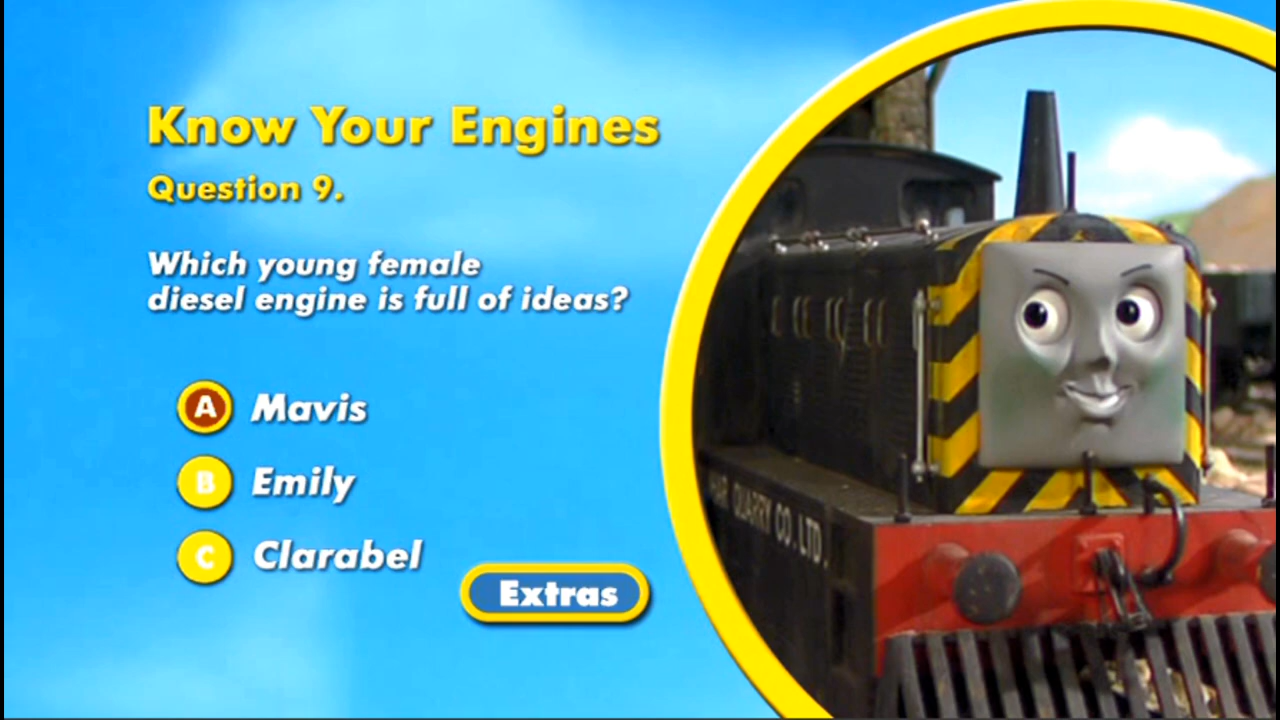 Know Your Engines
Question 9.
Which young female
diesel engine is full of ideas?
A Mavis
B Emily
C Clarabel
Extras
QUARRY CO. LTD.